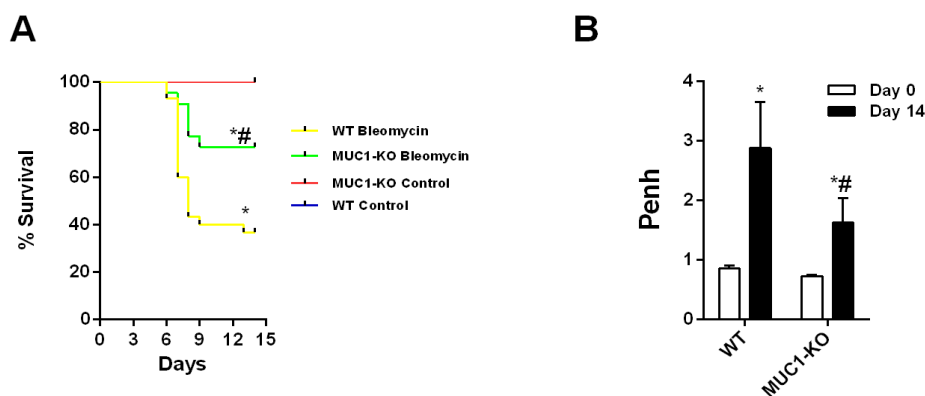 A
100
80
60
40
20
0
% Survival
0 3 6 9 12 15
Days
*#
*
WT Bleomycin
MUC1-KO Bleomycin
MUC1-KO Control
WT Control
B
4
3
2
1
0
Penh
*
*#
Day 0
Day 14
WT
MUC1-KO